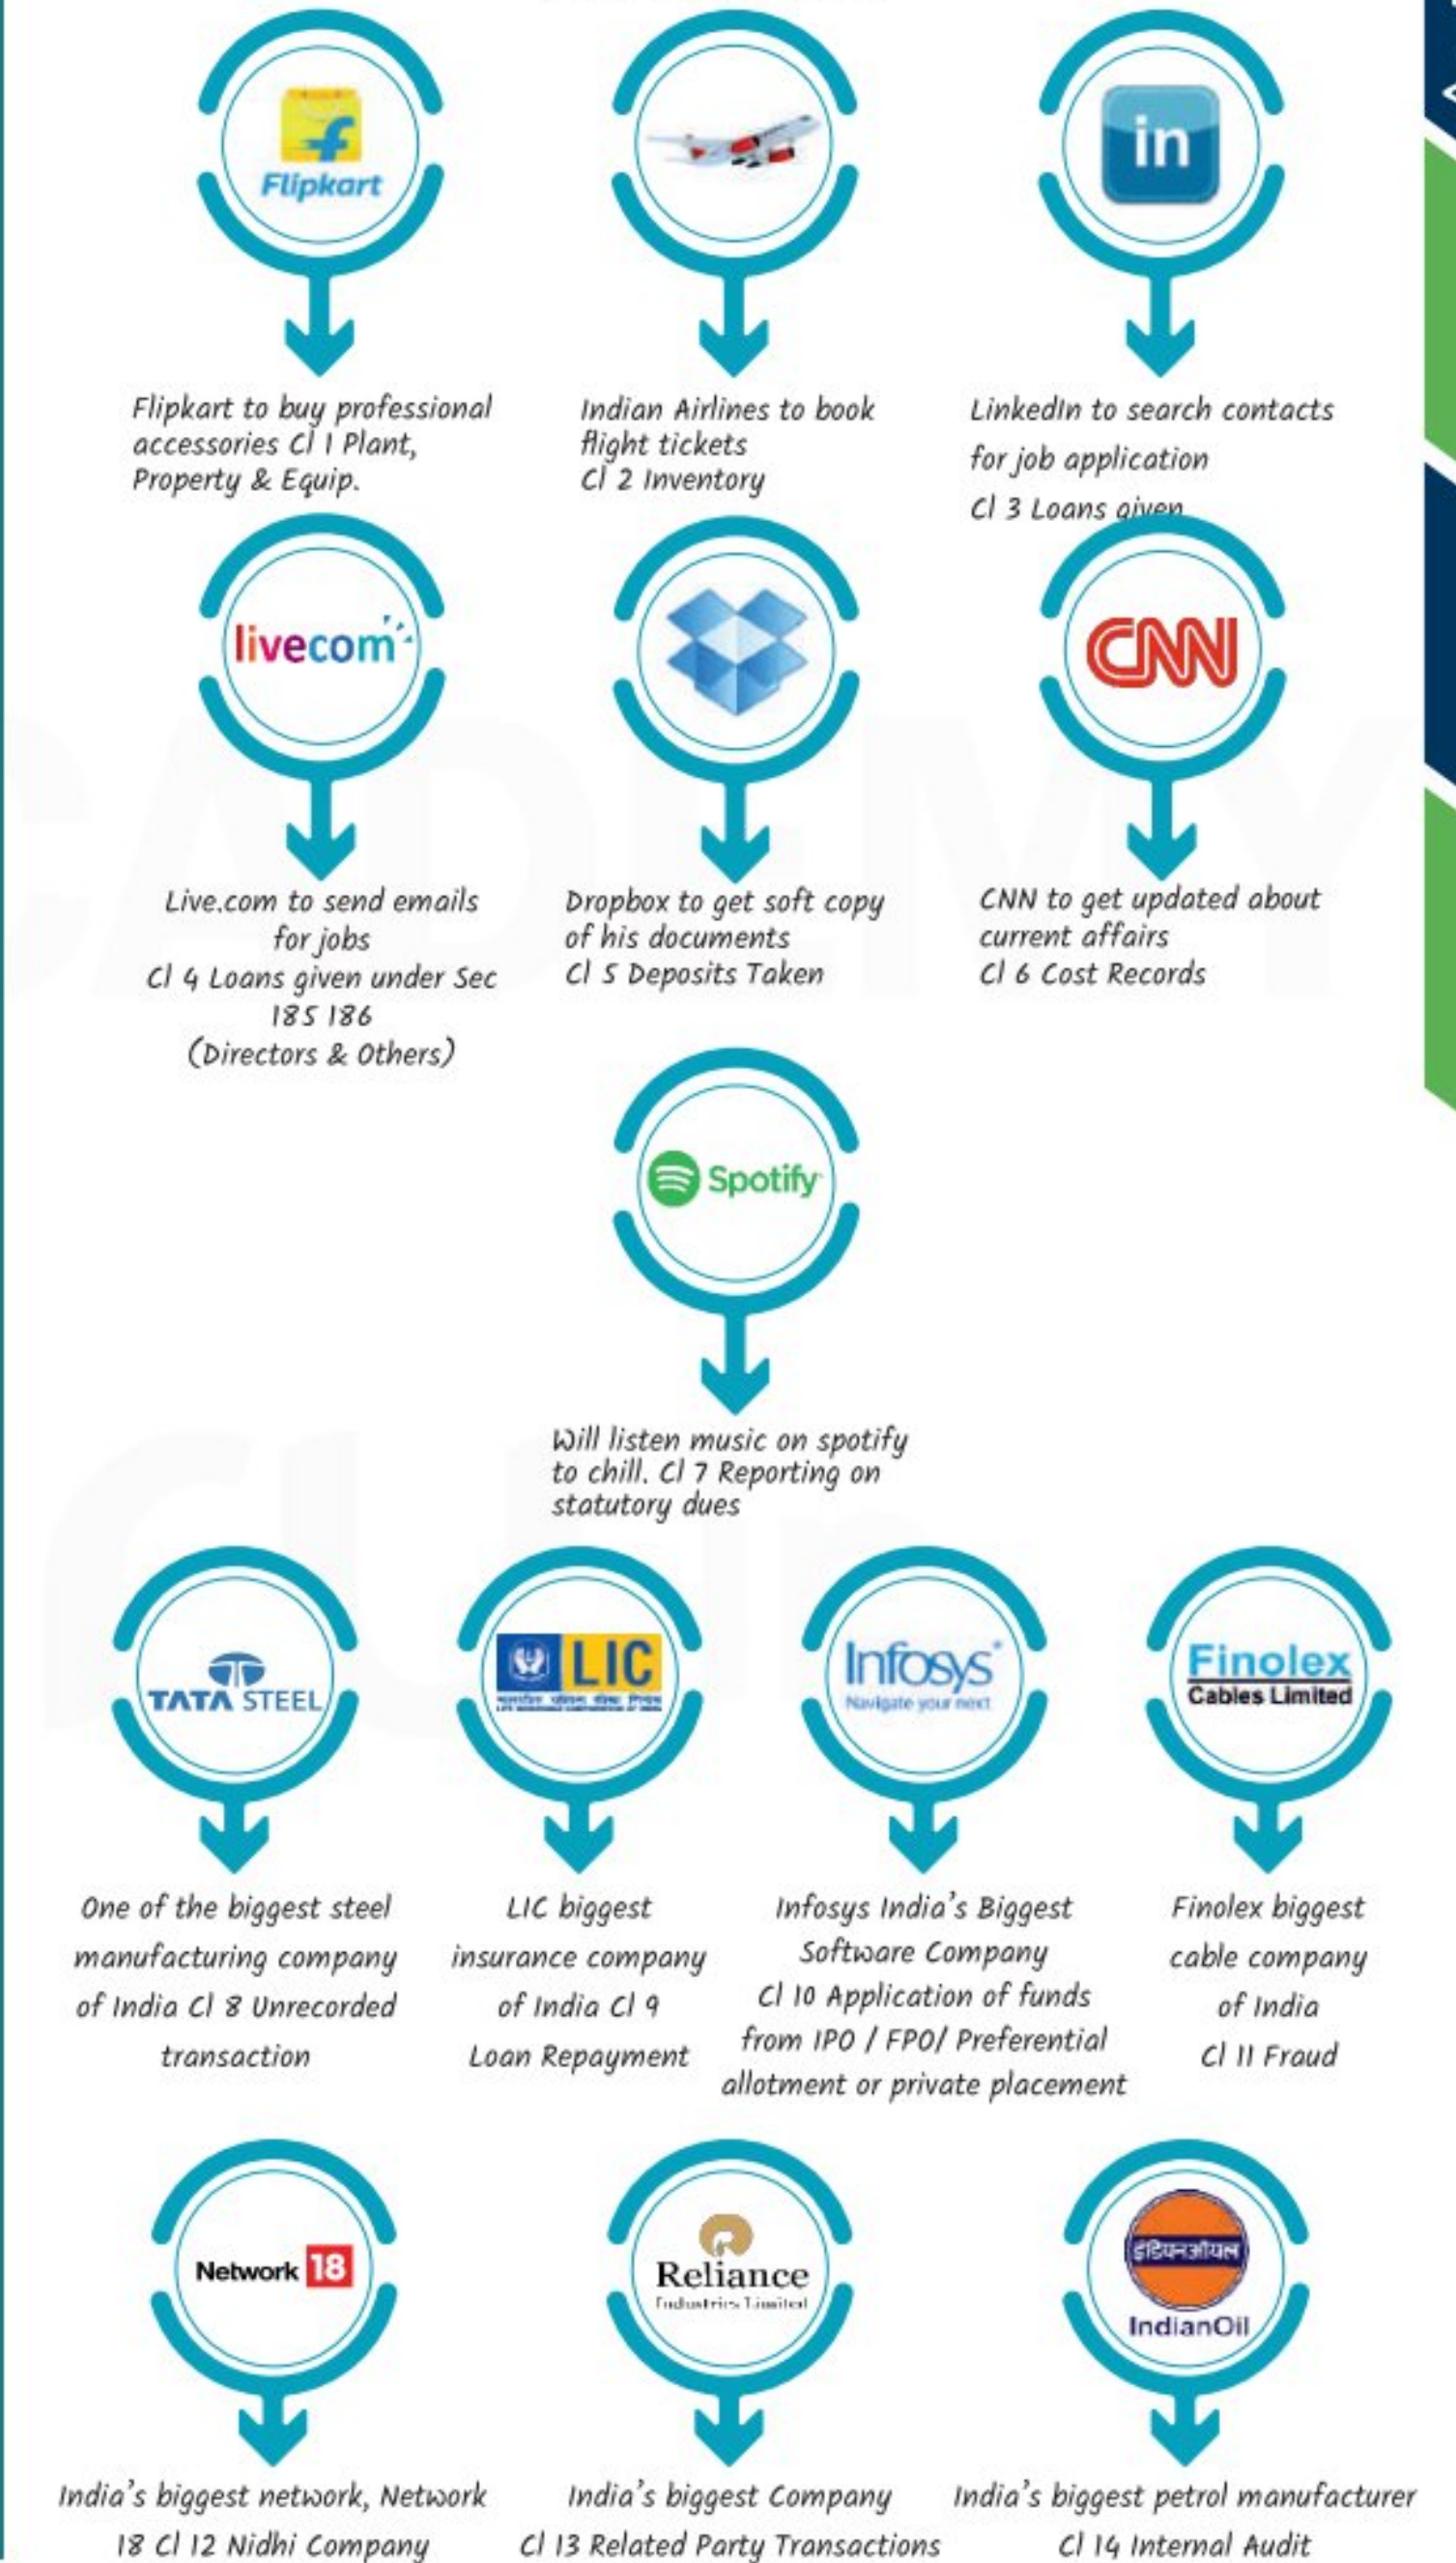 Flipkart
in
Flipkart to buy professional
accessories Cl 1 Plant,
Property & Equip.
Indian Airlines to book
flight tickets
Cl 2 Inventory
LinkedIn to search contacts
for job application
Cl 3 Loans given
livecom
CNN
Live.com to send emails
for jobs
Cl 4 Loans given under Sec
185 186
(Directors & Others)
Dropbox to get soft copy
of his documents
Cl 5 Deposits Taken
CNN to get updated about
current affairs
Cl 6 Cost Records
Spotify
Will listen music on spotify
to chill. Cl 7 Reporting on
statutory dues
TATA STEEL
LIC
Infosys
Navigate your next
Finolex
Cables Limited
One of the biggest steel
manufacturing company
of India Cl 8 Unrecorded
transaction
LIC biggest
insurance company
of India Cl 9
Loan Repayment
Infosys India's Biggest
Software Company
Cl 10 Application of funds
from IPO / FPO/ Preferential
allotment or private placement
Finolex biggest
cable company
of India
Cl 11 Fraud
Network 18
Reliance
Industries Limited
इंडियनऑयल
IndianOil
India's biggest network, Network
18 Cl 12 Nidhi Company
India's biggest Company
Cl 13 Related Party Transactions
India's biggest petrol manufacturer
Cl 14 Internal Audit